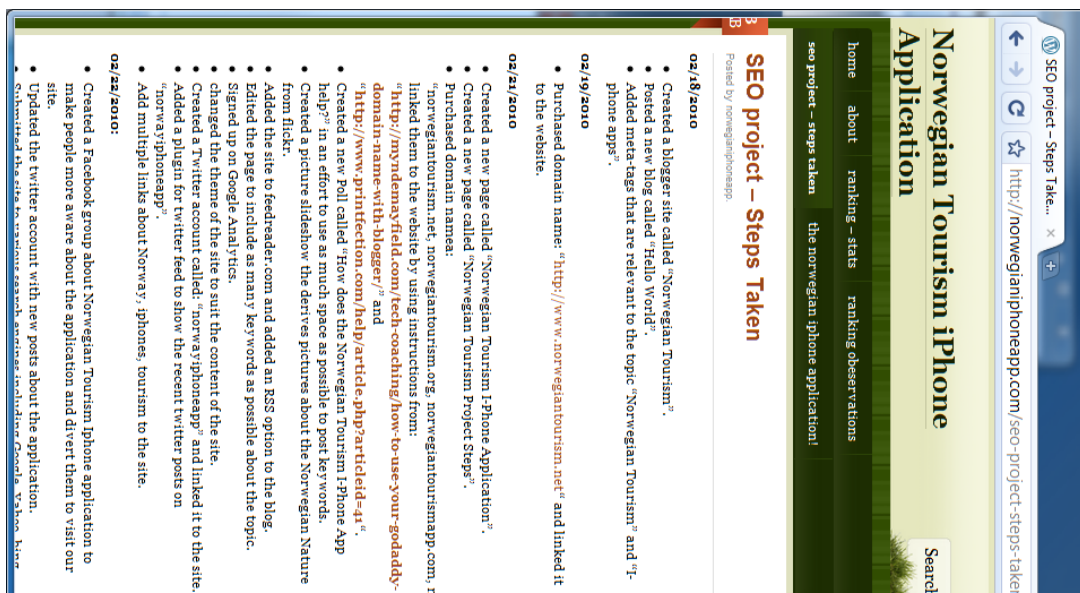 SEO project – Steps Take...
http://norwegianiphoneapp.com/seo-project-steps-taken
Norwegian Tourism iPhone
Application
Search
home about ranking – stats ranking obeservations
seo project – steps taken the norwegian iphone application!
SEO project – Steps Taken
Posted by norwegianiphoneapp.
02/18/2010
• Created a blogger site called “Norwegian Tourism”.
• Posted a new blog called “Hello World”.
• Added meta-tags that are relevant to the topic “Norwegian Tourism” and “I-
phone apps”.
02/19/2010
• Purchased domain name: “http://www.norwegiantourism.net“ and linked it
to the website.
02/21/2010
• Created a new page called “Norwegian Tourism I-Phone Application”.
• Created a new page called “Norwegian Tourism Project Steps”.
• Purchased domain namea:
“norwegiantourism.net, norwegiantourism.org, norwegiantourismapp.com,
linked them to the website by using instructions from:
“http://myndemayfield.com/tech-coaching/how-to-use-your-godaddy-
domain-name-with-blogger/” and
“http://www.printfection.com/help/article.php?articleid=41“.
• Created a new Poll called “How does the Norwegian Tourism I-Phone App
help?” in an effort to use as much space as possible to post keywords.
• Created a picture slideshow the derives pictures about the Norwegian Nature
from flickr.
• Added the site to feedreader.com and added an RSS option to the blog.
• Edited the page to include as many keywords as possible about the topic.
• Signed up on Google Analytics.
• changed the theme of the site to suit the content of the site.
• Created a Twitter account called: “norwayiphoneapp” and linked it to the site.
• Added a plugin for twitter feed to show the recent twitter posts on
“norwayiphoneapp”.
• Add multiple links about Norway, iphones, tourism to the site.
02/22/2010:
• Created a Facebook group about Norwegian Tourism Iphone application to
make people more aware about the application and divert them to visit our
site.
• Updated the twitter account with new posts about the application.
• Submitted the site to various search engines including Google, Yahoo, bing